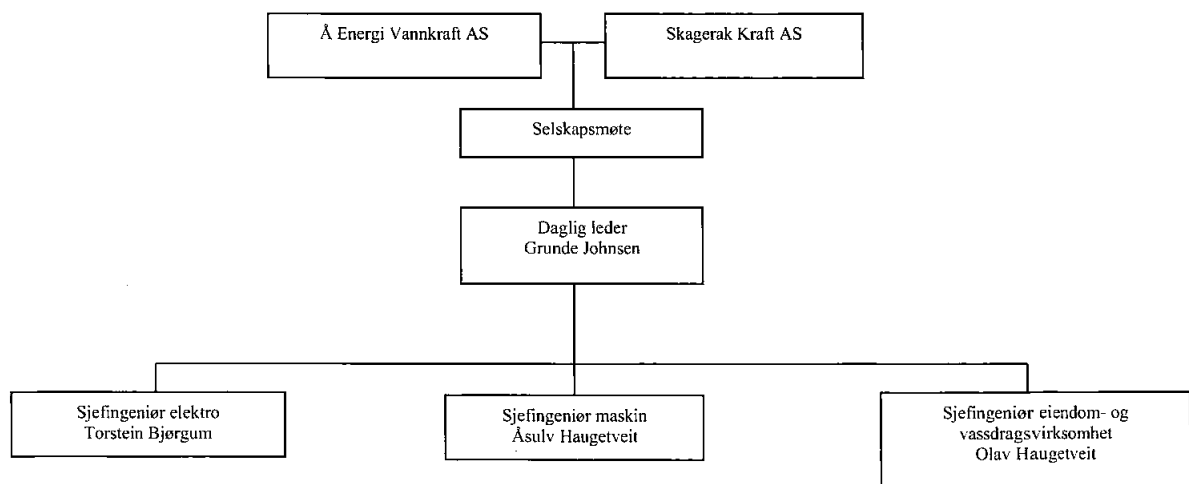 Å Energi Vannkraft AS
Skagerak Kraft AS
Selskapsmøte
Daglig leder
Grunde Johnsen
Sjefingeniør elektro
Torstein Bjørgum
Sjefingeniør maskin
Åsulv Haugetveit
Sjefingeniør eiendom- og
vassdragsvirksomhet
Olav Haugetveit